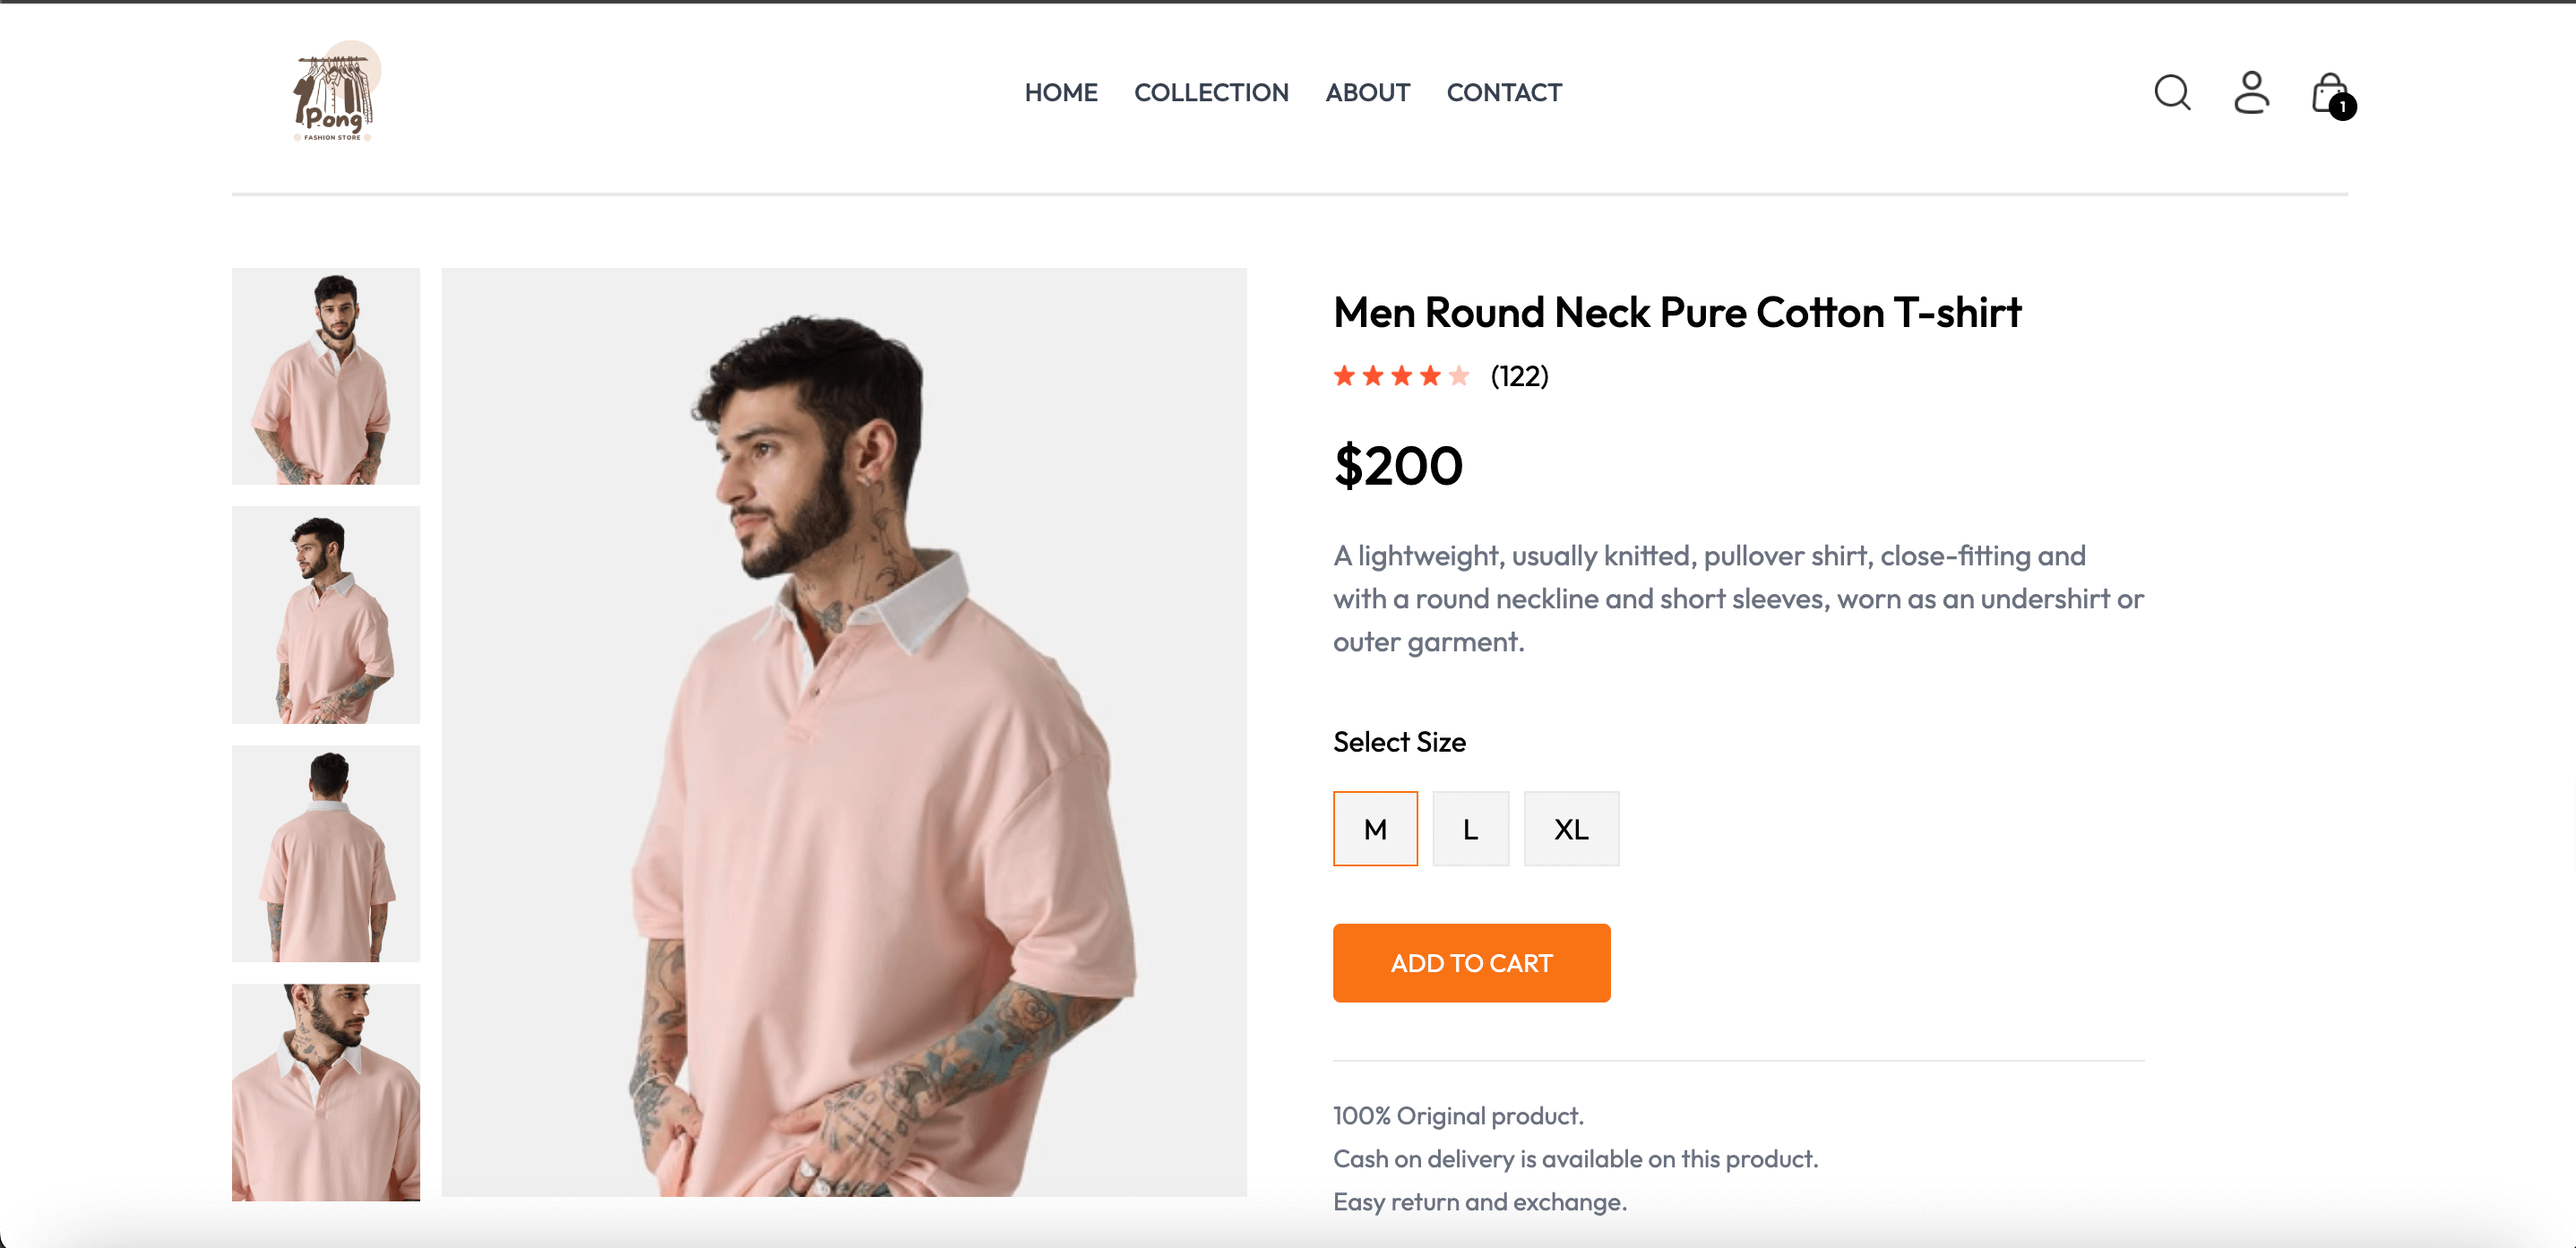 Pong
FASHION STORE
HOME COLLECTION ABOUT CONTACT
1
Men Round Neck Pure Cotton T-shirt
(122)
$200
A lightweight, usually knitted, pullover shirt, close-fitting and
with a round neckline and short sleeves, worn as an undershirt or
outer garment.
Select Size
M L XL
ADD TO CART
100% Original product.
Cash on delivery is available on this product.
Easy return and exchange.